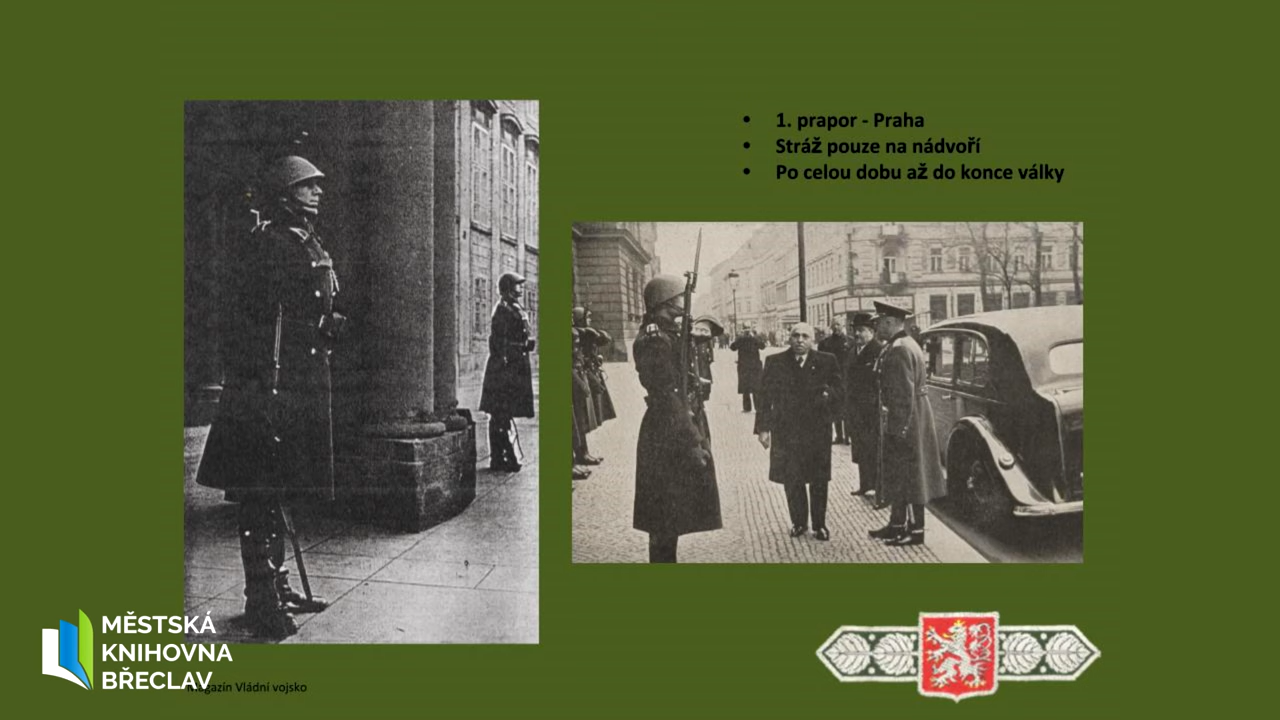 • 1. prapor - Praha
• Stráž pouze na nádvoří
• Po celou dobu až do konce války
MĚSTSKÁ
KNIHOVNA
BŘECLAV
Magazín Vládní vojsko